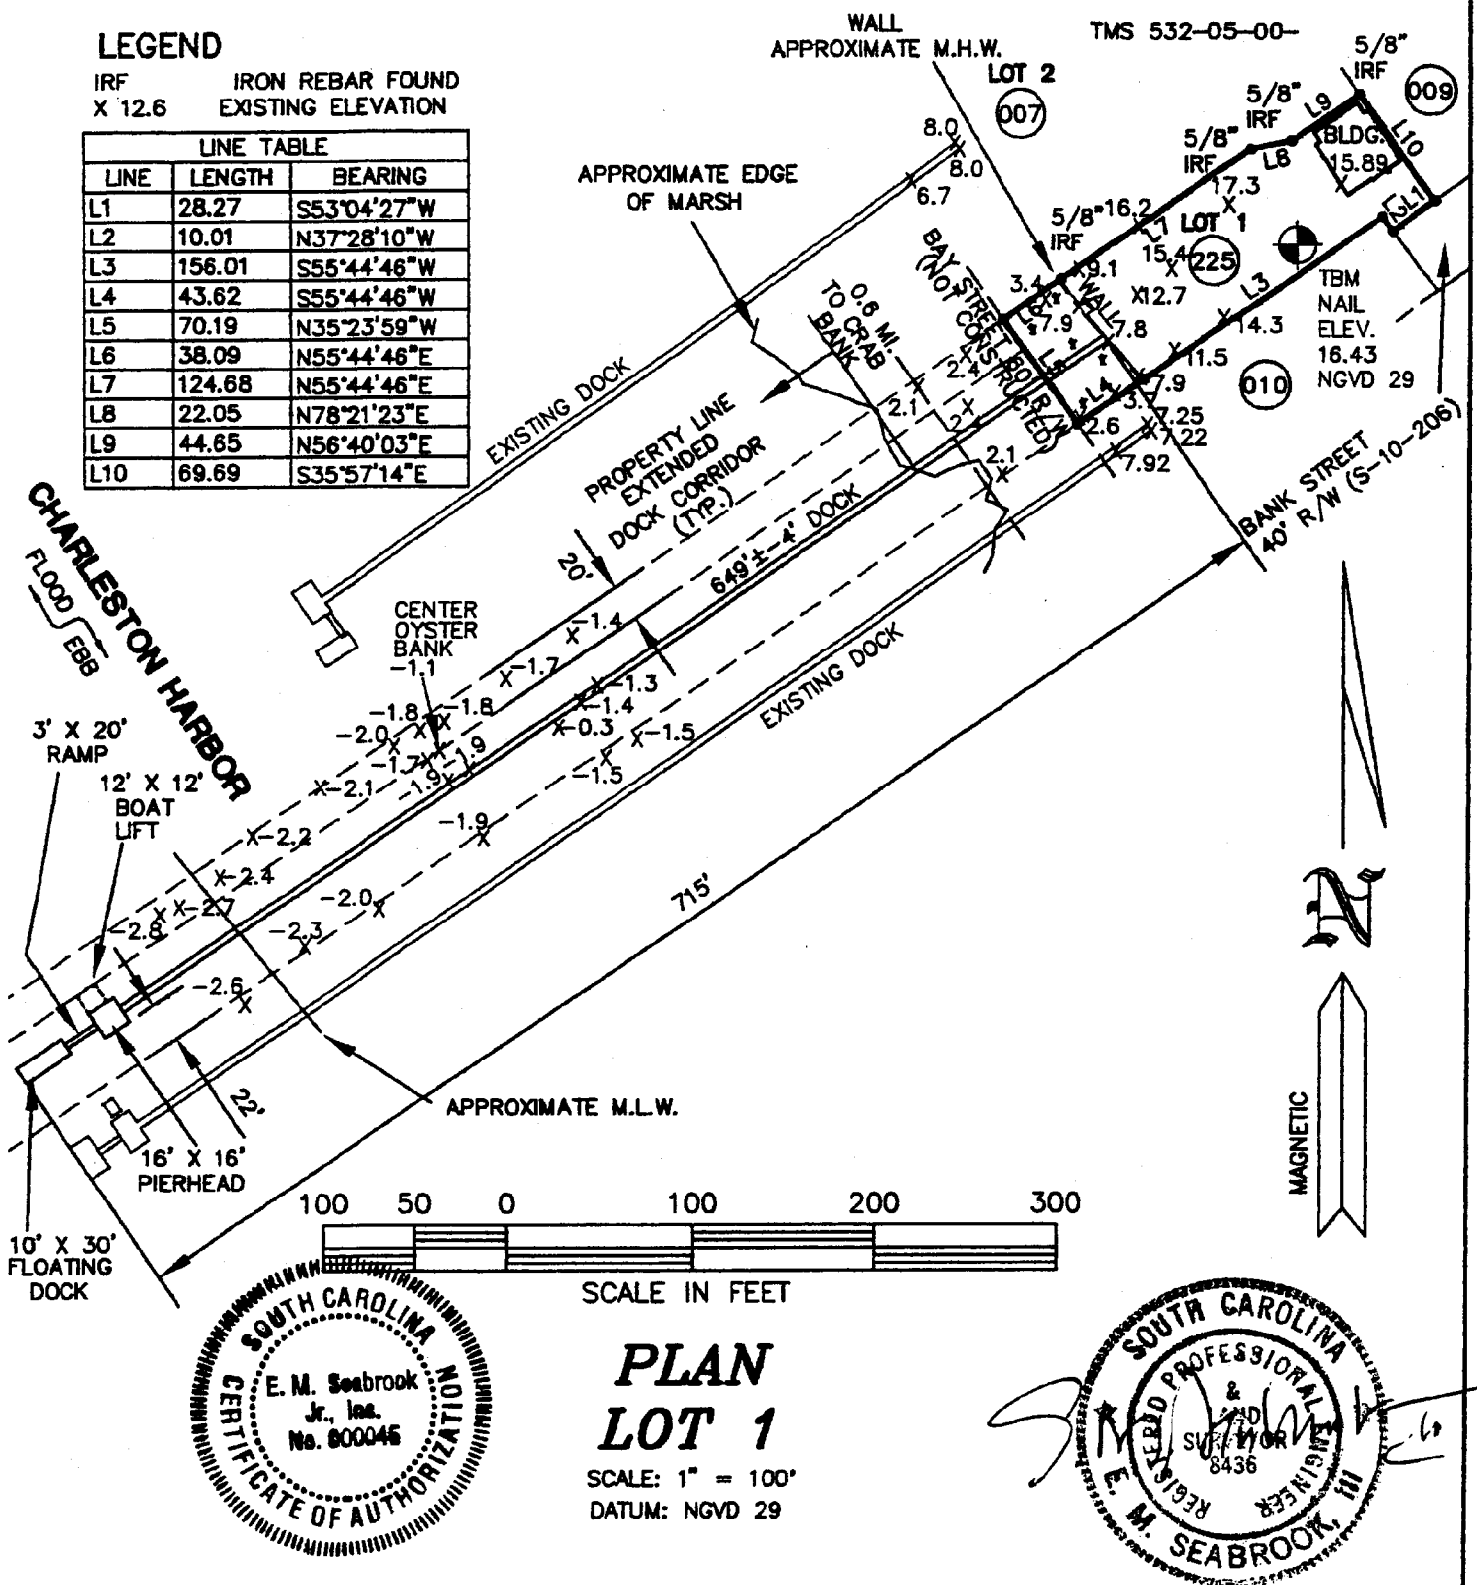 LEGEND
IRF IRON REBAR FOUND
X 12.6 EXISTING ELEVATION
LINE TABLE
LINE LENGTH BEARING
L1 28.27 S53°04'27"W
L2 10.01 N37°28'10"W
L3 156.01 S55°44'46"W
L4 43.62 S55°44'46"W
L5 70.19 N35°23'59"W
L6 38.09 N55°44'46"E
L7 124.68 N55°44'46"E
L8 22.05 N78°21'23"E
L9 44.65 N56°40'03"E
L10 69.69 S35°57'14"E
WALL
APPROXIMATE M.H.W.
TMS 532-05-00-
LOT 2
007
5/8"
IRF
009
5/8"
IRF
L9
L10
5/8"
IRF
L8
BLDG.
15.89
17.3
8.0
8.0
6.7
APPROXIMATE EDGE
OF MARSH
5/8"
IRF
16.2
L7
LOT 1
225
15.4
L2
L1
9.1
12.7
L3
14.3
TBM
NAIL
ELEV.
16.43
NGVD 29
BAY STREET 80' R/W
(NOT CONSTRUCTED)
3.4
L6
7.9
WALL
7.8
11.5
010
L5
L4
7.9
3.
2.6
7.25
7.22
7.92
0.6 MI.
TO CRAB
BANK
2.4
2.1
2.
2.1
EXISTING DOCK
PROPERTY LINE
EXTENDED
DOCK CORRIDOR
(TYP.)
20'
649'±-4' DOCK
BANK STREET
40' R/W (S-10-206)
CHARLESTON HARBOR
FLOOD
EBB
CENTER
OYSTER
BANK
-1.1
-1.4
-1.7
-1.3
-1.4
-0.3
-1.8
-1.8
-2.0
-1.7
-1.9
-1.9
-1.5
-1.5
EXISTING DOCK
3' X 20'
RAMP
12' X 12'
BOAT
LIFT
-2.1
-2.2
-1.9
-2.4
-2.7
-2.8
-2.0
-2.3
-2.6
715'
22'
APPROXIMATE M.L.W.
16' X 16'
PIERHEAD
10' X 30'
FLOATING
DOCK
N
MAGNETIC
100 50 0 100 200 300
SCALE IN FEET
PLAN
LOT 1
SCALE: 1" = 100'
DATUM: NGVD 29
SOUTH CAROLINA
E. M. Seabrook
Jr., Inc.
No. 800045
CERTIFICATE OF AUTHORIZATION
SOUTH CAROLINA
REGISTERED PROFESSIONAL ENGINEER
&
SURVEYOR
8436
E. M. SEABROOK, III